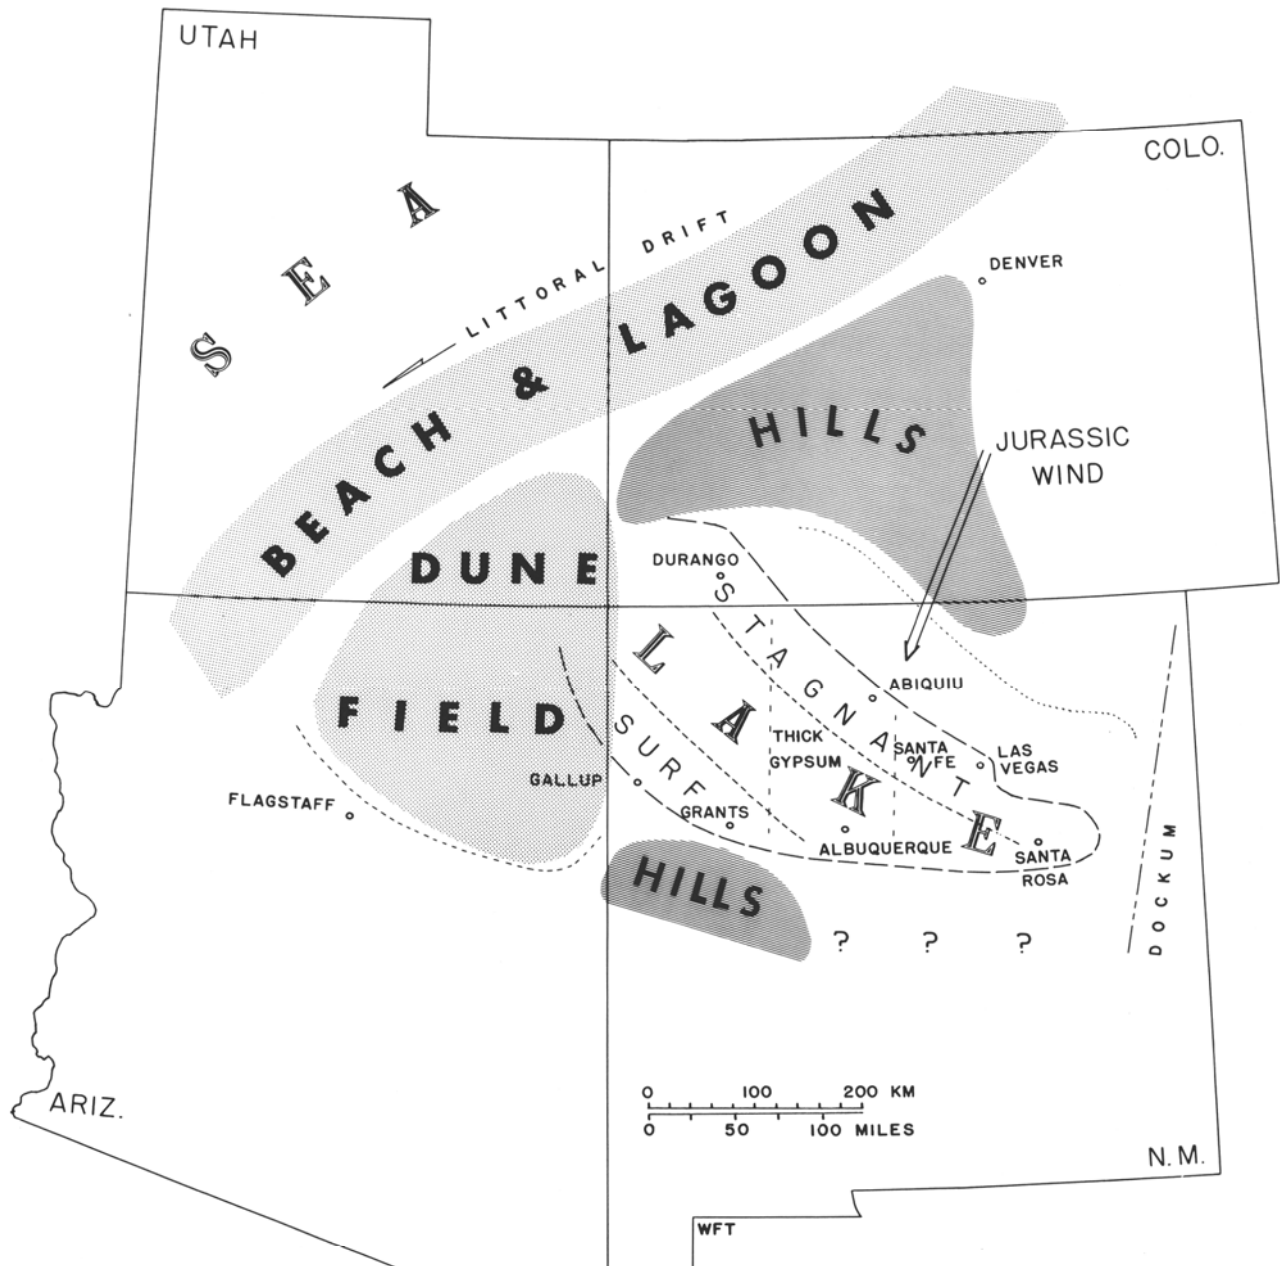 UTAH
COLO.
SEA
LITTORAL DRIFT
BEACH & LAGOON
DENVER
HILLS
JURASSIC
WIND
DUNE
FIELD
DURANGO
STAGNANT
LAKE
ABIQUIU
SURF
THICK
GYPSUM
SANTA
FE
LAS
VEGAS
GALLUP
FLAGSTAFF
GRANTS
ALBUQUERQUE
SANTA
ROSA
HILLS
? ? ?
DOCKUM
0 100 200 KM
0 50 100 MILES
ARIZ.
N.M.
WFT